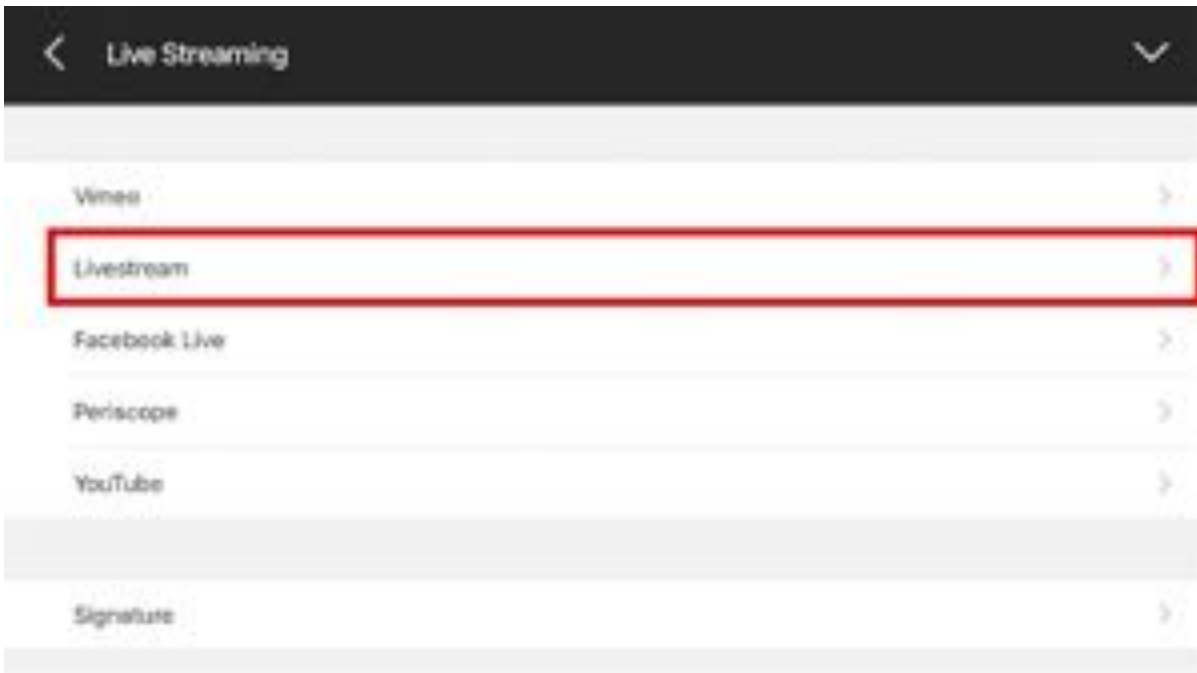 Live Streaming
Vimeo
Livestream
Facebook Live
Periscope
YouTube
Signature